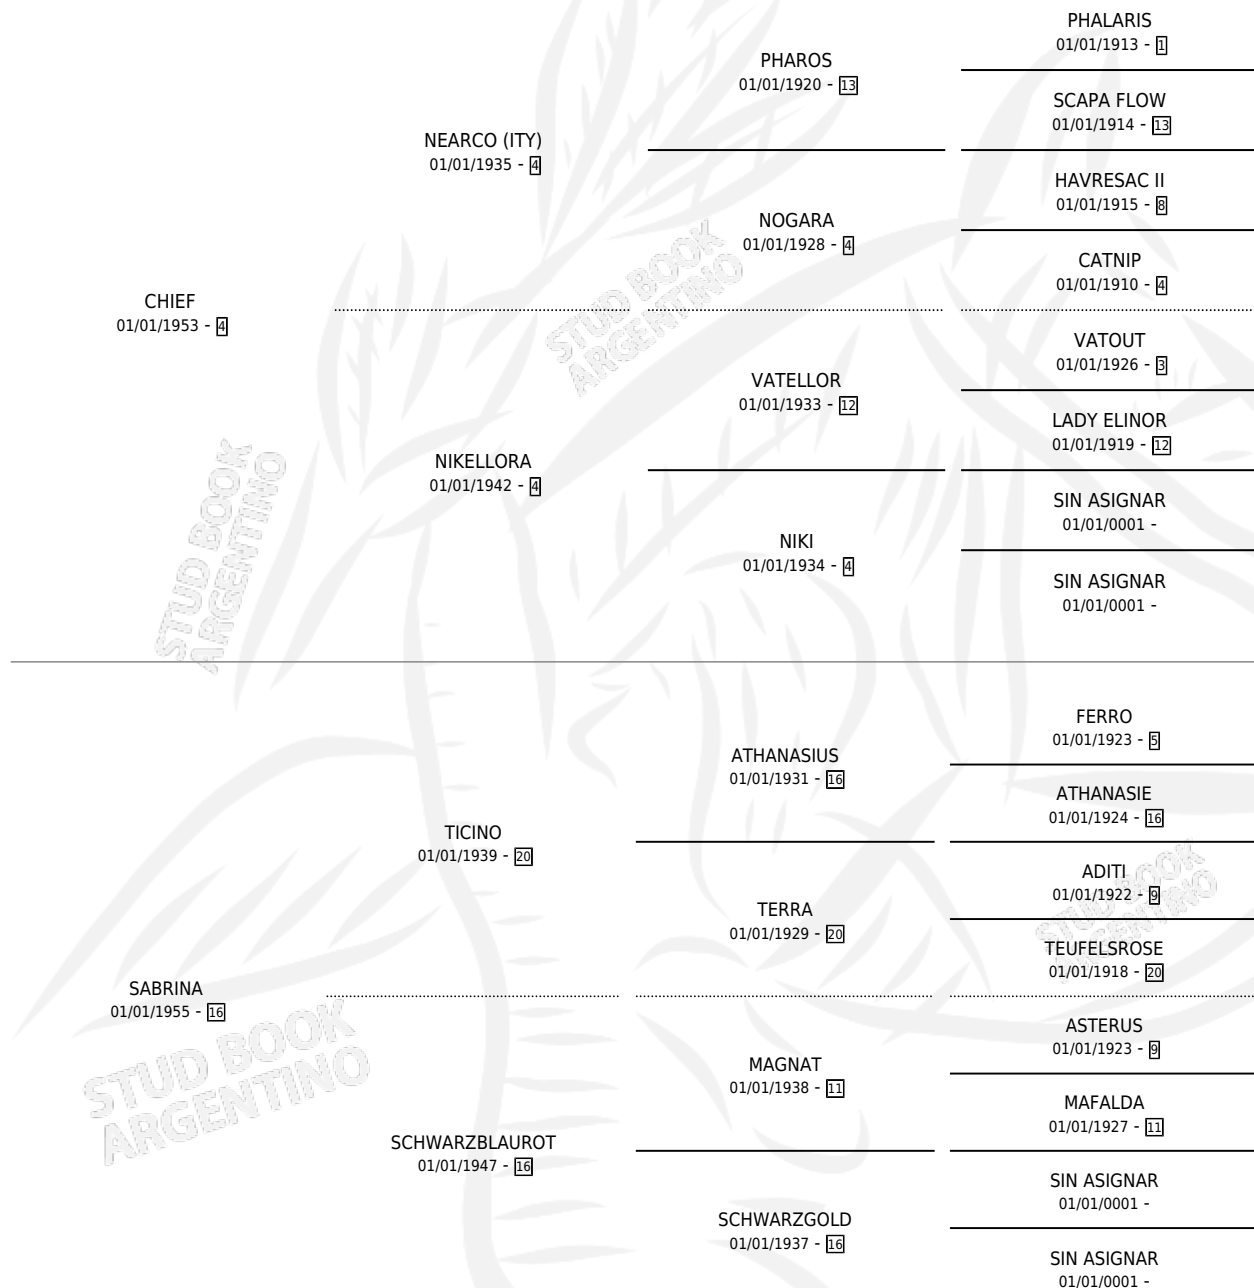 PHALARIS
01/01/1913 - 1
PHAROS
01/01/1920 - 13
SCAPA FLOW
01/01/1914 - 13
NEARCO (ITY)
01/01/1935 - 4
HAVRESAC II
01/01/1915 - 8
NOGARA
01/01/1928 - 4
CATNIP
01/01/1910 - 4
CHIEF
01/01/1953 - 4
VATOUT
01/01/1926 - 3
VATELLOR
01/01/1933 - 12
LADY ELINOR
01/01/1919 - 12
NIKELLORA
01/01/1942 - 4
SIN ASIGNAR
01/01/0001 -
NIKI
01/01/1934 - 4
SIN ASIGNAR
01/01/0001 -
FERRO
01/01/1923 - 5
ATHANASIUS
01/01/1931 - 16
ATHANASIE
01/01/1924 - 16
TICINO
01/01/1939 - 20
ADITI
01/01/1922 - 9
TERRA
01/01/1929 - 20
TEUFELSROSE
01/01/1918 - 20
SABRINA
01/01/1955 - 16
ASTERUS
01/01/1923 - 9
MAGNAT
01/01/1938 - 11
MAFALDA
01/01/1927 - 11
SCHWARZBLAUROT
01/01/1947 - 16
SIN ASIGNAR
01/01/0001 -
SCHWARZGOLD
01/01/1937 - 16
SIN ASIGNAR
01/01/0001 -
STUD BOOK
ARGENTINO
STUD BOOK
ARGENTINO
STUD BOOK
ARGENTINO
STUD BOOK
ARGENTINO